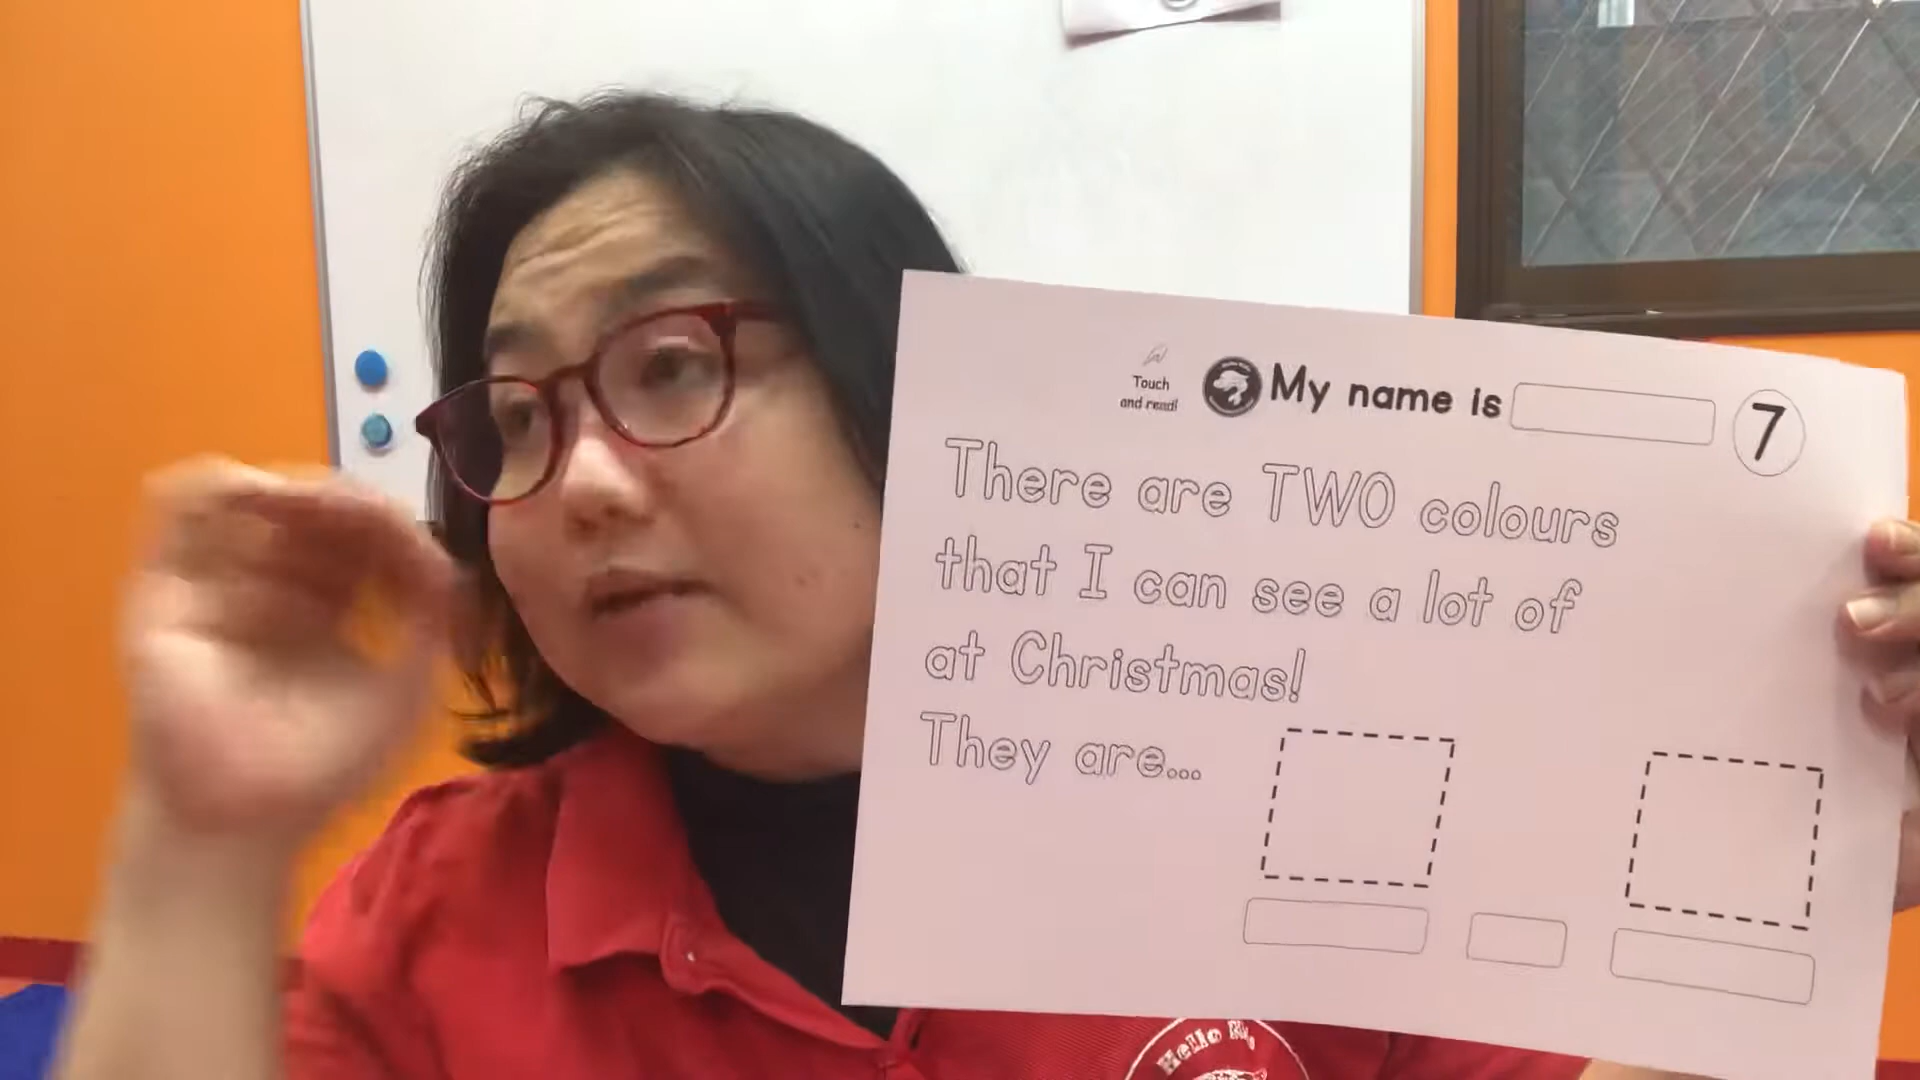 Touch
and read!
My name is
7
There are TWO colours
that I can see a lot of
at Christmas!
They are...
Hello